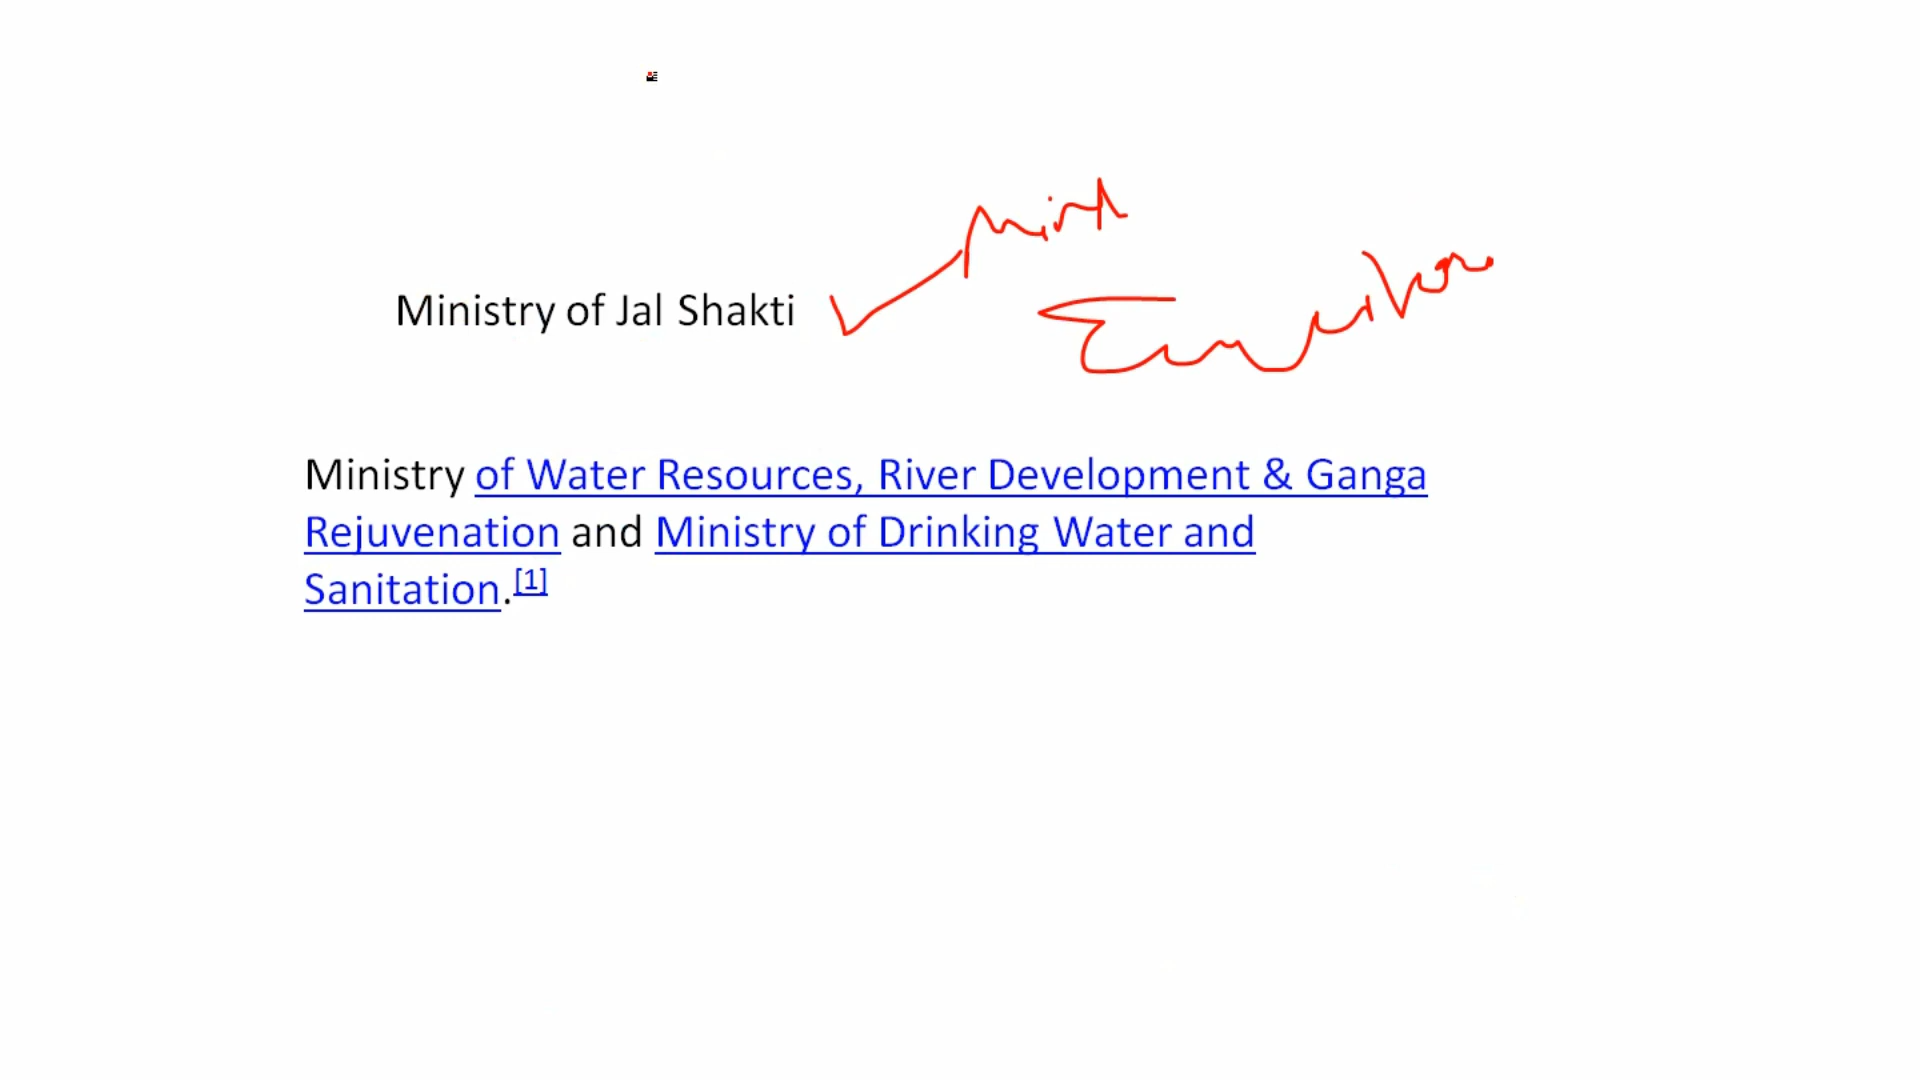 Ministry of Jal Shakti
Ministry of Water Resources, River Development & Ganga
Rejuvenation and Ministry of Drinking Water and
Sanitation.[1]